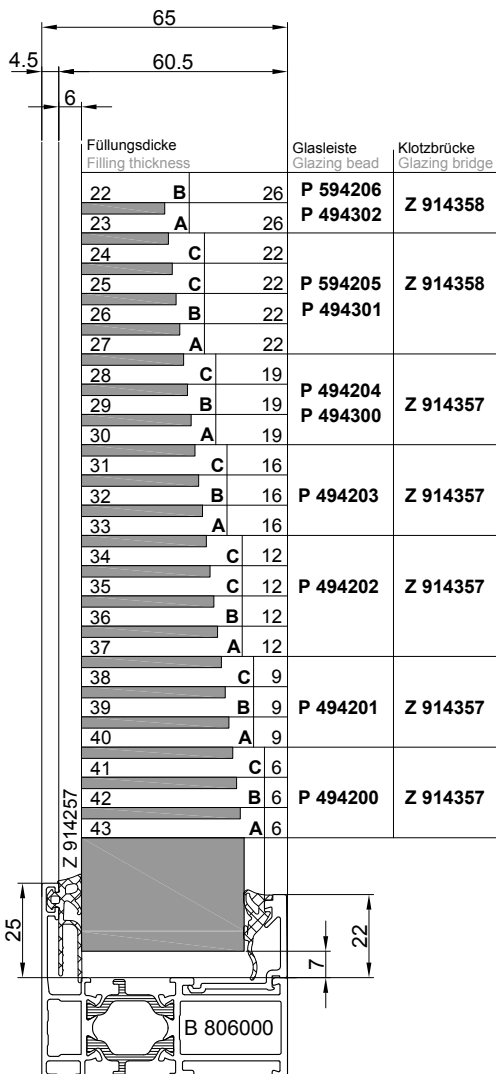 65
4.5 60.5
6
Füllungsdicke Glasleiste Klotzbrücke
Filling thickness Glazing bead Glazing bridge
22 B 26 P 594206
23 A 26 P 494302 Z 914358
24 C 22
25 C 22 P 594205 Z 914358
26 B 22 P 494301
27 A 22
28 C 19 P 494204
29 B 19 P 494300 Z 914357
30 A 19
31 C 16
32 B 16 P 494203 Z 914357
33 A 16
34 C 12
35 C 12 P 494202 Z 914357
36 B 12
37 A 12
38 C 9
39 B 9 P 494201 Z 914357
40 A 9
41 C 6
42 B 6 P 494200 Z 914357
43 A 6
Z 914257
25
22
7
B 806000